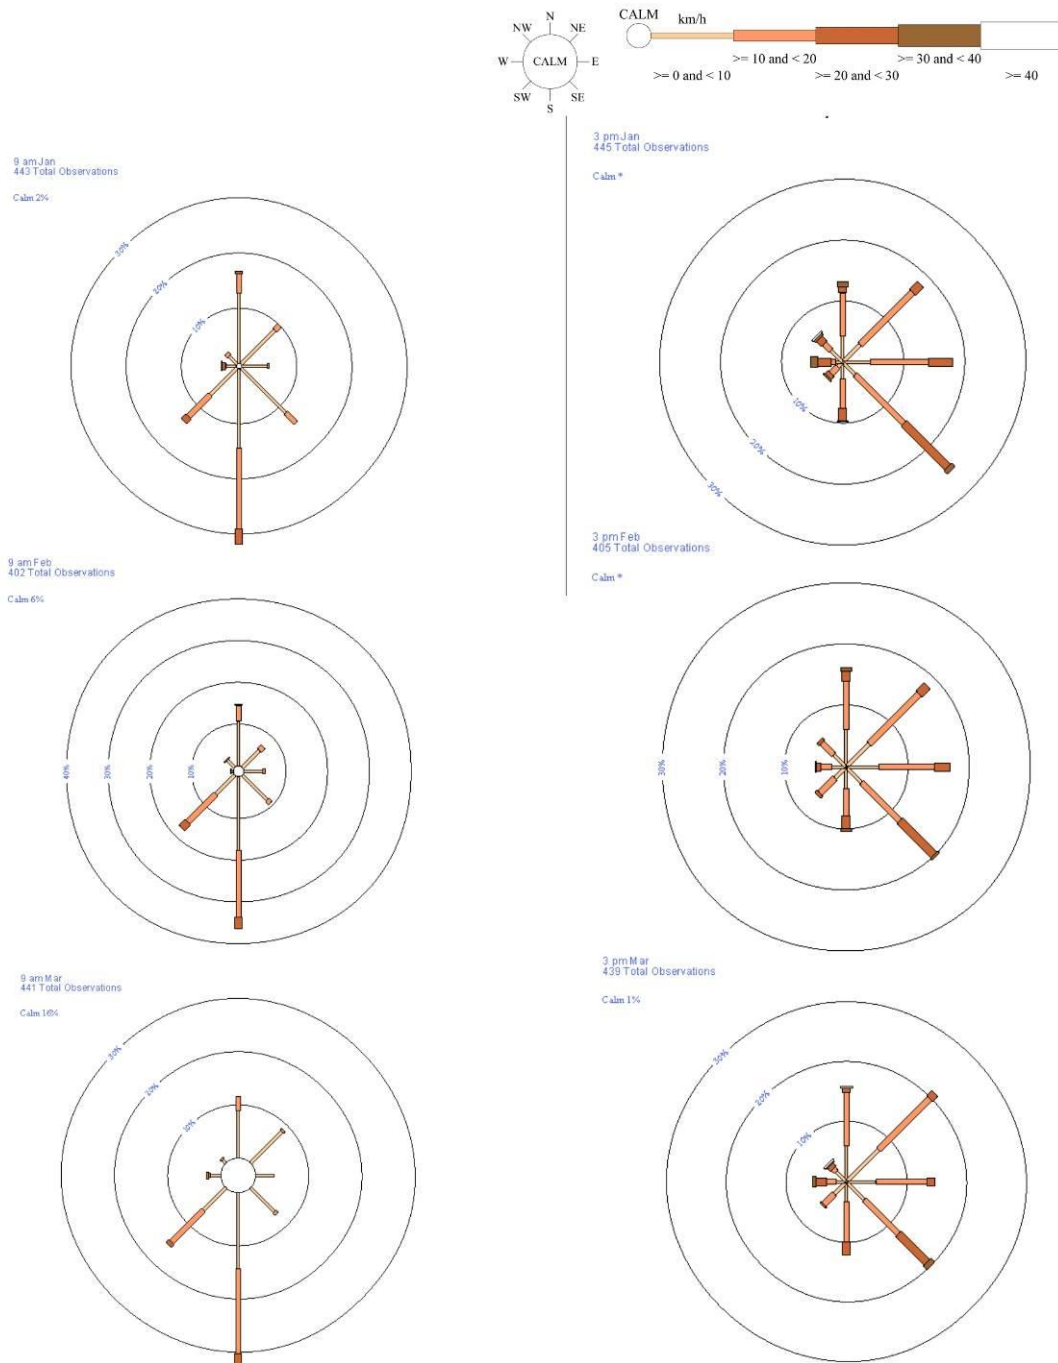 N
NW NE
W CALM E
SW SE
S
CALM
km/h
>= 10 and < 20 >= 30 and < 40
>= 0 and < 10 >= 20 and < 30 >= 40
9 am Jan
443 Total Observations
Calm 2%
30%
20%
10%
3 pm Jan
445 Total Observations
Calm *
10%
20%
30%
9 am Feb
402 Total Observations
Calm 6%
40% 30% 20% 10%
3 pm Feb
405 Total Observations
Calm *
30% 20% 10%
9 am Mar
441 Total Observations
Calm 16%
30%
20%
10%
3 pm Mar
439 Total Observations
Calm 1%
30%
20%
10%